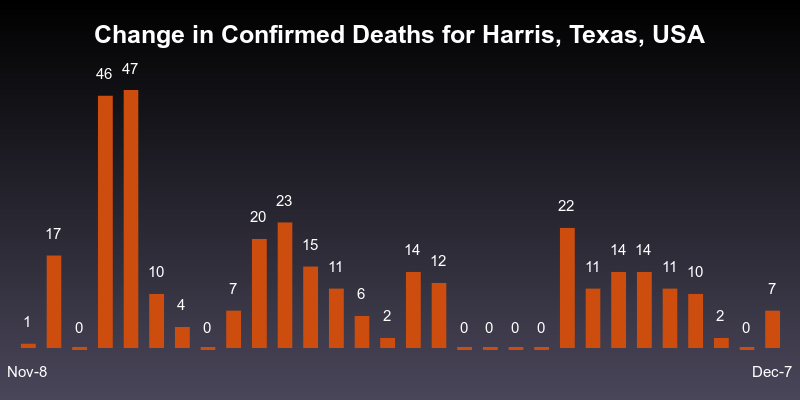 Change in Confirmed Deaths for Harris, Texas, USA
1 17 0 46 47 10 4 0 7 20 23 15 11 6 2 14 12 0 0 0 0 22 11 14 14 11 10 2 0 7
Nov-8 Dec-7